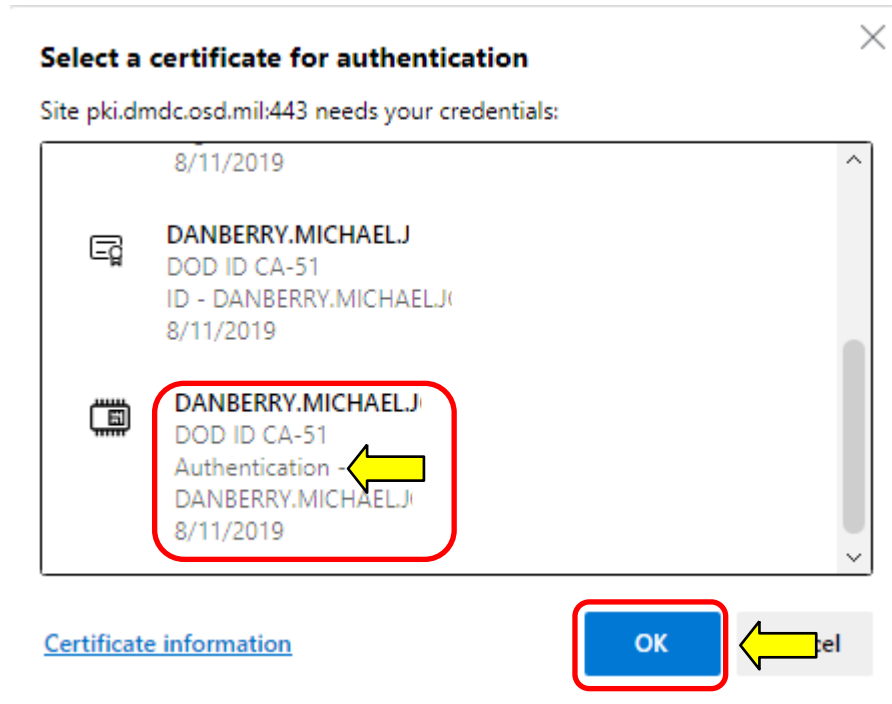 Select a certificate for authentication
Site pki.dmdc.osd.mil:443 needs your credentials:
8/11/2019
DANBERRY.MICHAEL.J
DOD ID CA-51
ID - DANBERRY.MICHAEL.J
8/11/2019
DANBERRY.MICHAEL.J
DOD ID CA-51
Authentication -
DANBERRY.MICHAEL.J
8/11/2019
Certificate information
OK
cel